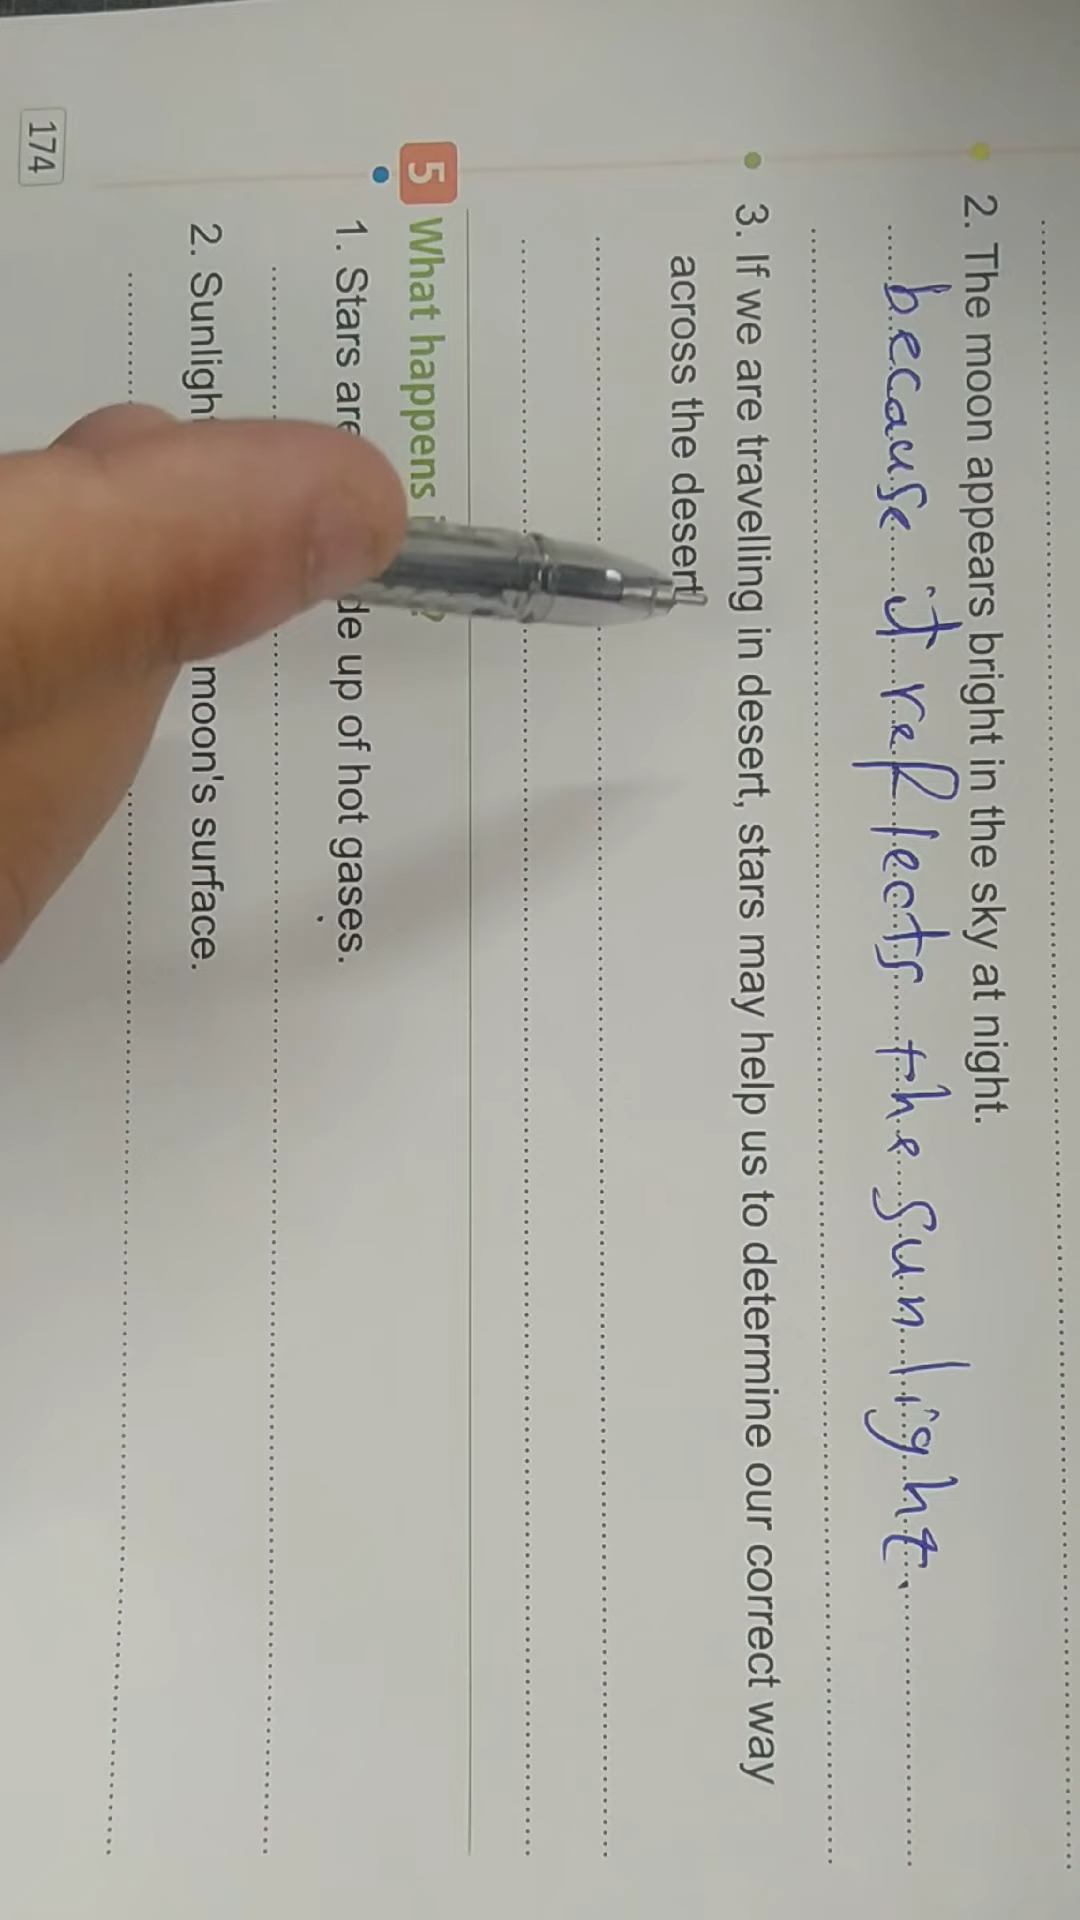 2. The moon appears bright in the sky at night.
because it reflects the sunlight.
3. If we are travelling in desert, stars may help us to determine our correct way
across the desert
5 What happens ?
1. Stars are de up of hot gases.
2. Sunligh moon's surface.
174